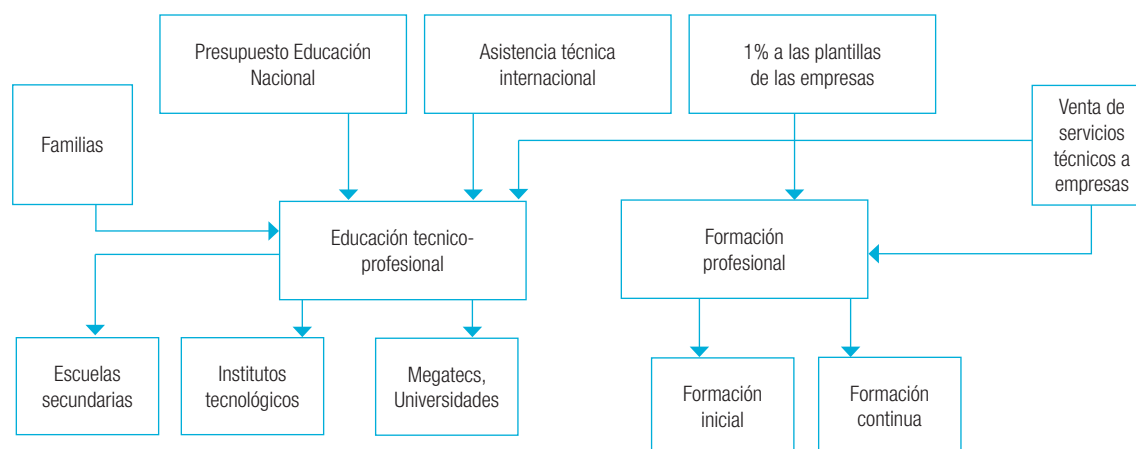 Presupuesto Educación
Nacional
Asistencia técnica
internacional
1% a las plantillas
de las empresas
Familias
Venta de
servicios
técnicos a
empresas
Educación tecnico-
profesional
Formación
profesional
Escuelas
secundarias
Institutos
tecnológicos
Megatecs,
Universidades
Formación
inicial
Formación
continua